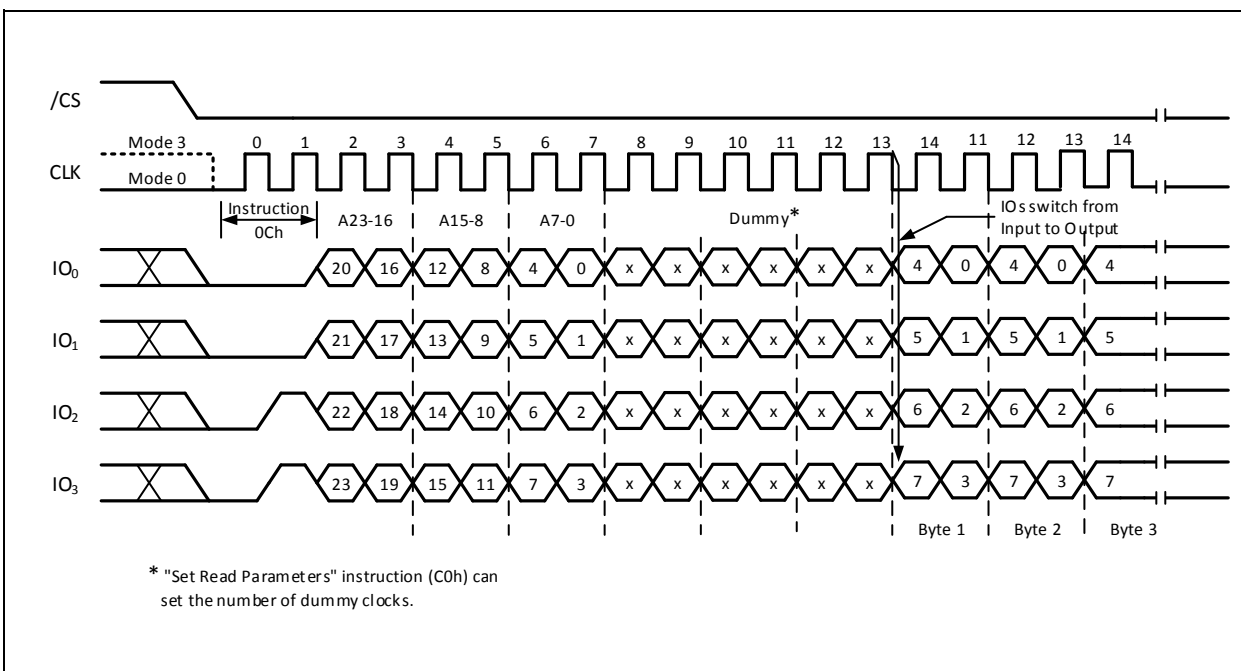 /CS
Mode 3 0 1 2 3 4 5 6 7 8 9 10 11 12 13 14 11 12 13 14
CLK
Mode 0
Instruction A23-16 A15-8 A7-0 Dummy* IOs switch from
0Ch Input to Output
IO0 20 16 12 8 4 0 x x x x x x 4 0 4 0 4
IO1 21 17 13 9 5 1 x x x x x x 5 1 5 1 5
IO2 22 18 14 10 6 2 x x x x x x 6 2 6 2 6
IO3 23 19 15 11 7 3 x x x x x x 7 3 7 3 7
Byte 1 Byte 2 Byte 3
* "Set Read Parameters" instruction (C0h) can
set the number of dummy clocks.